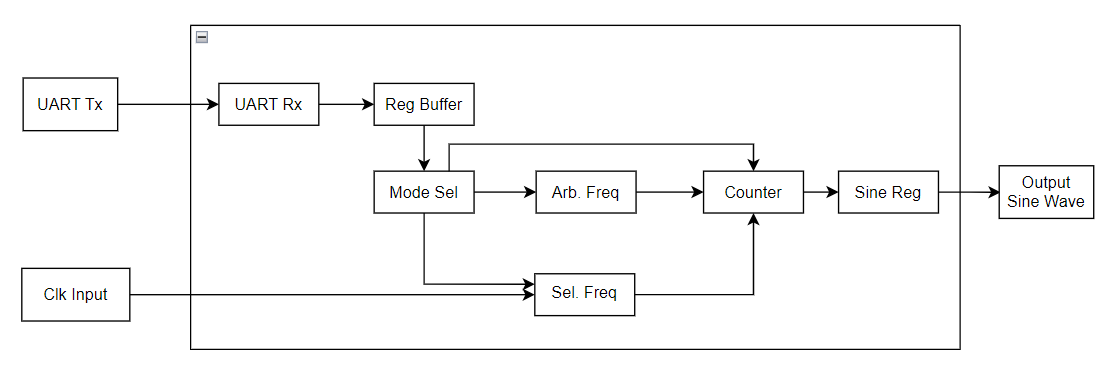 UART Tx
UART Rx
Reg Buffer
Mode Sel
Arb. Freq
Counter
Sine Reg
Output
Sine Wave
Clk Input
Sel. Freq